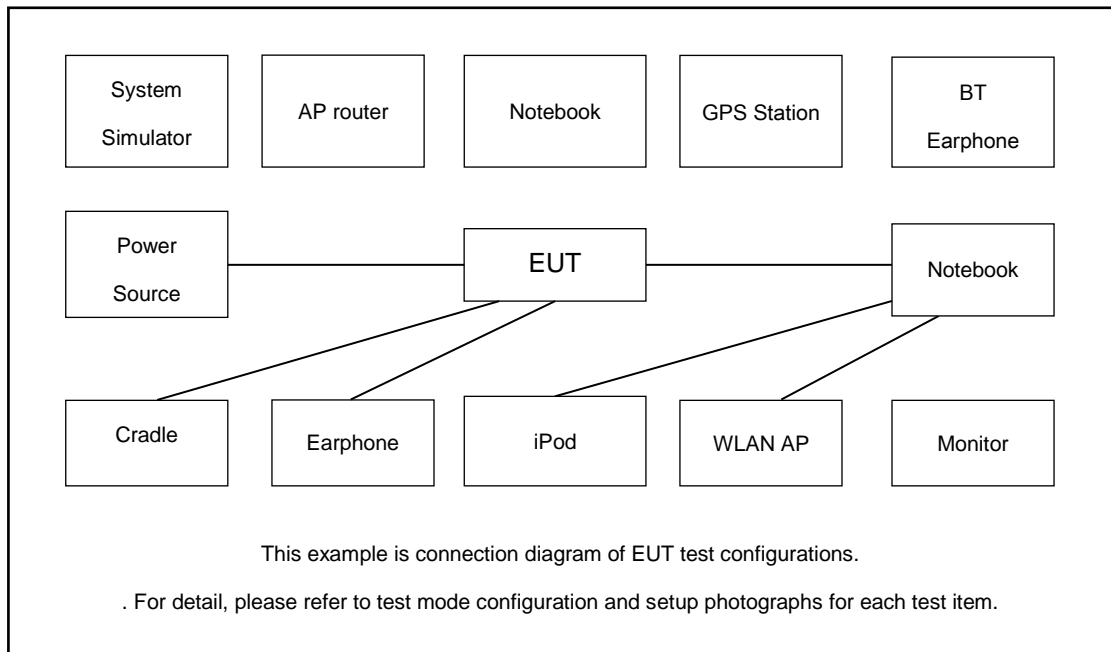 System
Simulator
AP router
Notebook
GPS Station
BT
Earphone
Power
Source
EUT
Notebook
Cradle
Earphone
iPod
WLAN AP
Monitor
This example is connection diagram of EUT test configurations.
. For detail, please refer to test mode configuration and setup photographs for each test item.